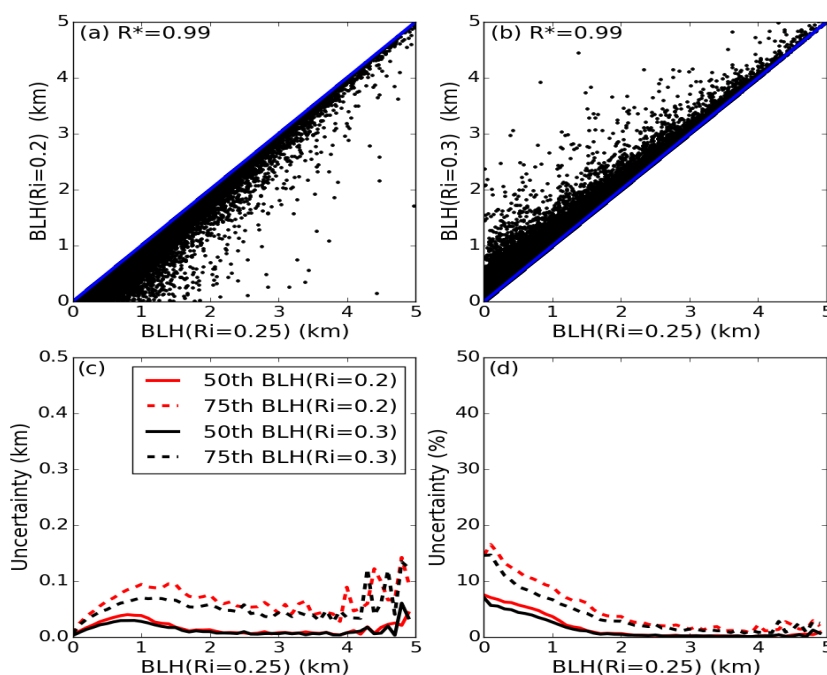 (a) R*=0.99
5
4
3
2
1
0
BLH(Ri=0.2) (km)
0 1 2 3 4 5
BLH(Ri=0.25) (km)
(b) R*=0.99
5
4
3
2
1
0
BLH(Ri=0.3) (km)
0 1 2 3 4 5
BLH(Ri=0.25) (km)
(c)
0.5
0.4
0.3
0.2
0.1
0.0
Uncertainty (km)
50th BLH(Ri=0.2)
75th BLH(Ri=0.2)
50th BLH(Ri=0.3)
75th BLH(Ri=0.3)
0 1 2 3 4 5
BLH(Ri=0.25) (km)
(d)
50
40
30
20
10
0
Uncertainty (%)
0 1 2 3 4 5
BLH(Ri=0.25) (km)